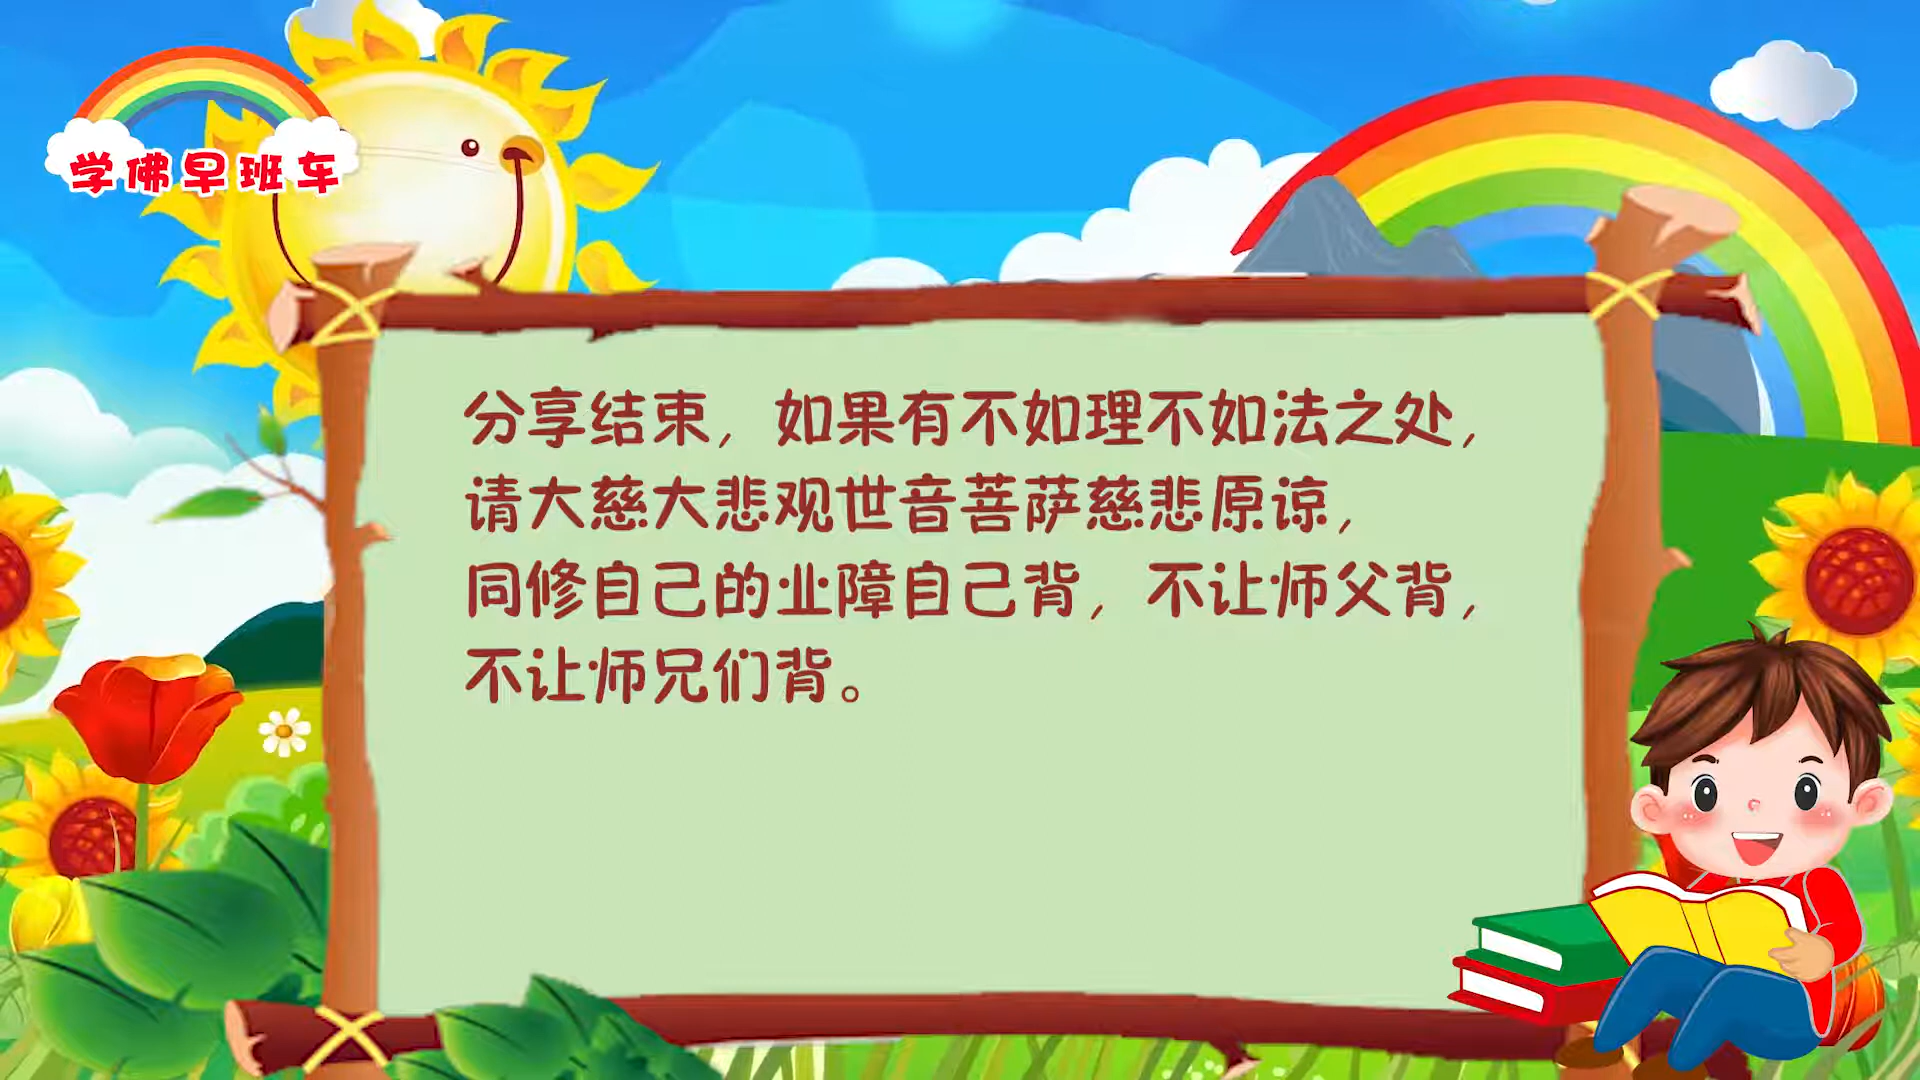 学佛早班车
分享结束，如果有不如理不如法之处，
请大慈大悲观世音菩萨慈悲原谅，
同修自己的业障自己背，不让师父背，
不让师兄们背。